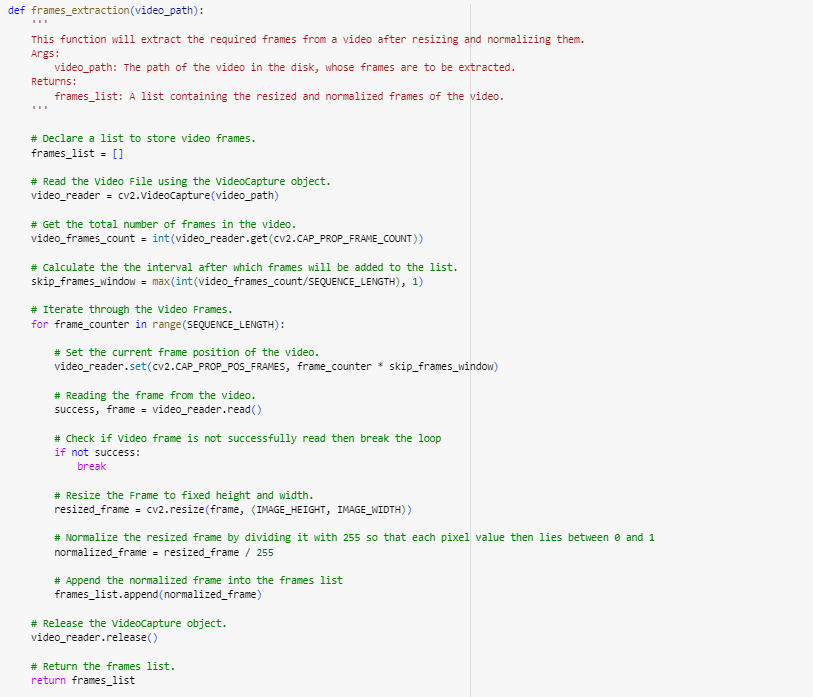 def frames_extraction(video_path):
    '''
    This function will extract the required frames from a video after resizing and normalizing them.
    Args:
        video_path: The path of the video in the disk, whose frames are to be extracted.
    Returns:
        frames_list: A list containing the resized and normalized frames of the video.
    '''
    # Declare a list to store video frames.
    frames_list = []
    # Read the Video File using the VideoCapture object.
    video_reader = cv2.VideoCapture(video_path)
    # Get the total number of frames in the video.
    video_frames_count = int(video_reader.get(cv2.CAP_PROP_FRAME_COUNT))
    # Calculate the the interval after which frames will be added to the list.
    skip_frames_window = max(int(video_frames_count/SEQUENCE_LENGTH), 1)
    # Iterate through the Video Frames.
    for frame_counter in range(SEQUENCE_LENGTH):
        # Set the current frame position of the video.
        video_reader.set(cv2.CAP_PROP_POS_FRAMES, frame_counter * skip_frames_window)
        # Reading the frame from the video.
        success, frame = video_reader.read()
        # Check if Video frame is not successfully read then break the loop
        if not success:
            break
        # Resize the Frame to fixed height and width.
        resized_frame = cv2.resize(frame, (IMAGE_HEIGHT, IMAGE_WIDTH))
        # Normalize the resized frame by dividing it with 255 so that each pixel value then lies between 0 and 1
        normalized_frame = resized_frame / 255
        # Append the normalized frame into the frames list
        frames_list.append(normalized_frame)
    # Release the VideoCapture object.
    video_reader.release()
    # Return the frames list.
    return frames_list